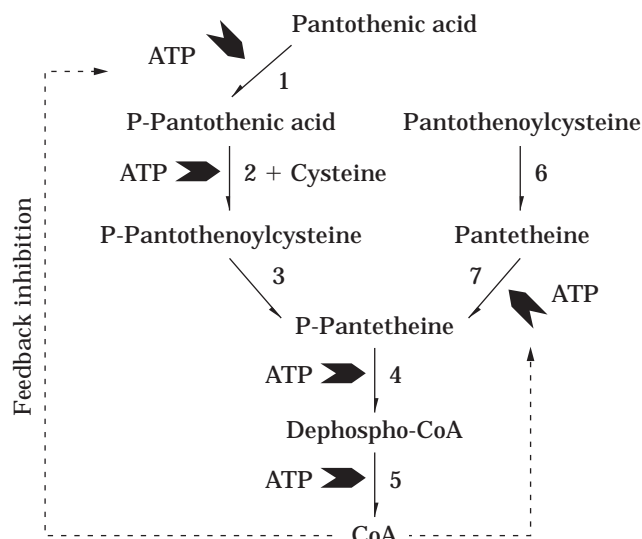 Pantothenic acid
ATP
1
P-Pantothenic acid Pantothenoylcysteine
ATP 2 + Cysteine 6
P-Pantothenoylcysteine Pantetheine
3 7 ATP
P-Pantetheine
ATP 4
Dephospho-CoA
ATP 5
CoA
Feedback inhibition